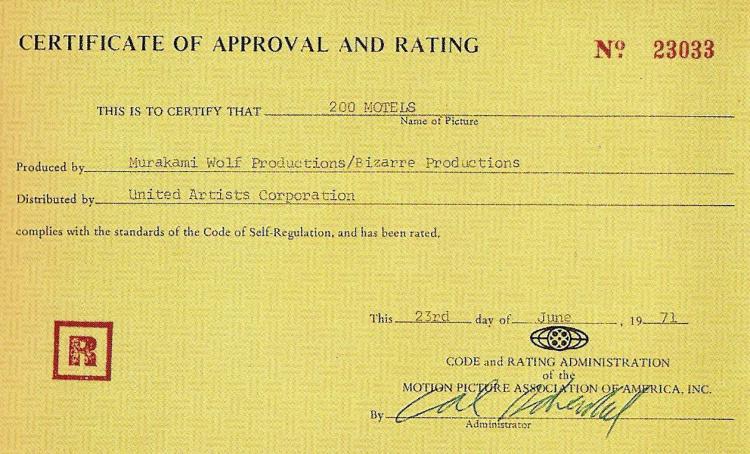 CERTIFICATE OF APPROVAL AND RATING Nº 23033
THIS IS TO CERTIFY THAT 200 MOTELS
Name of Picture
Produced by Murakami Wolf Productions/Bizarre Productions
Distributed by United Artists Corporation
complies with the standards of the Code of Self-Regulation, and has been rated.
This 23rd day of June, 19 71
R
CODE and RATING ADMINISTRATION
of the
MOTION PICTURE ASSOCIATION OF AMERICA, INC.
By
Administrator